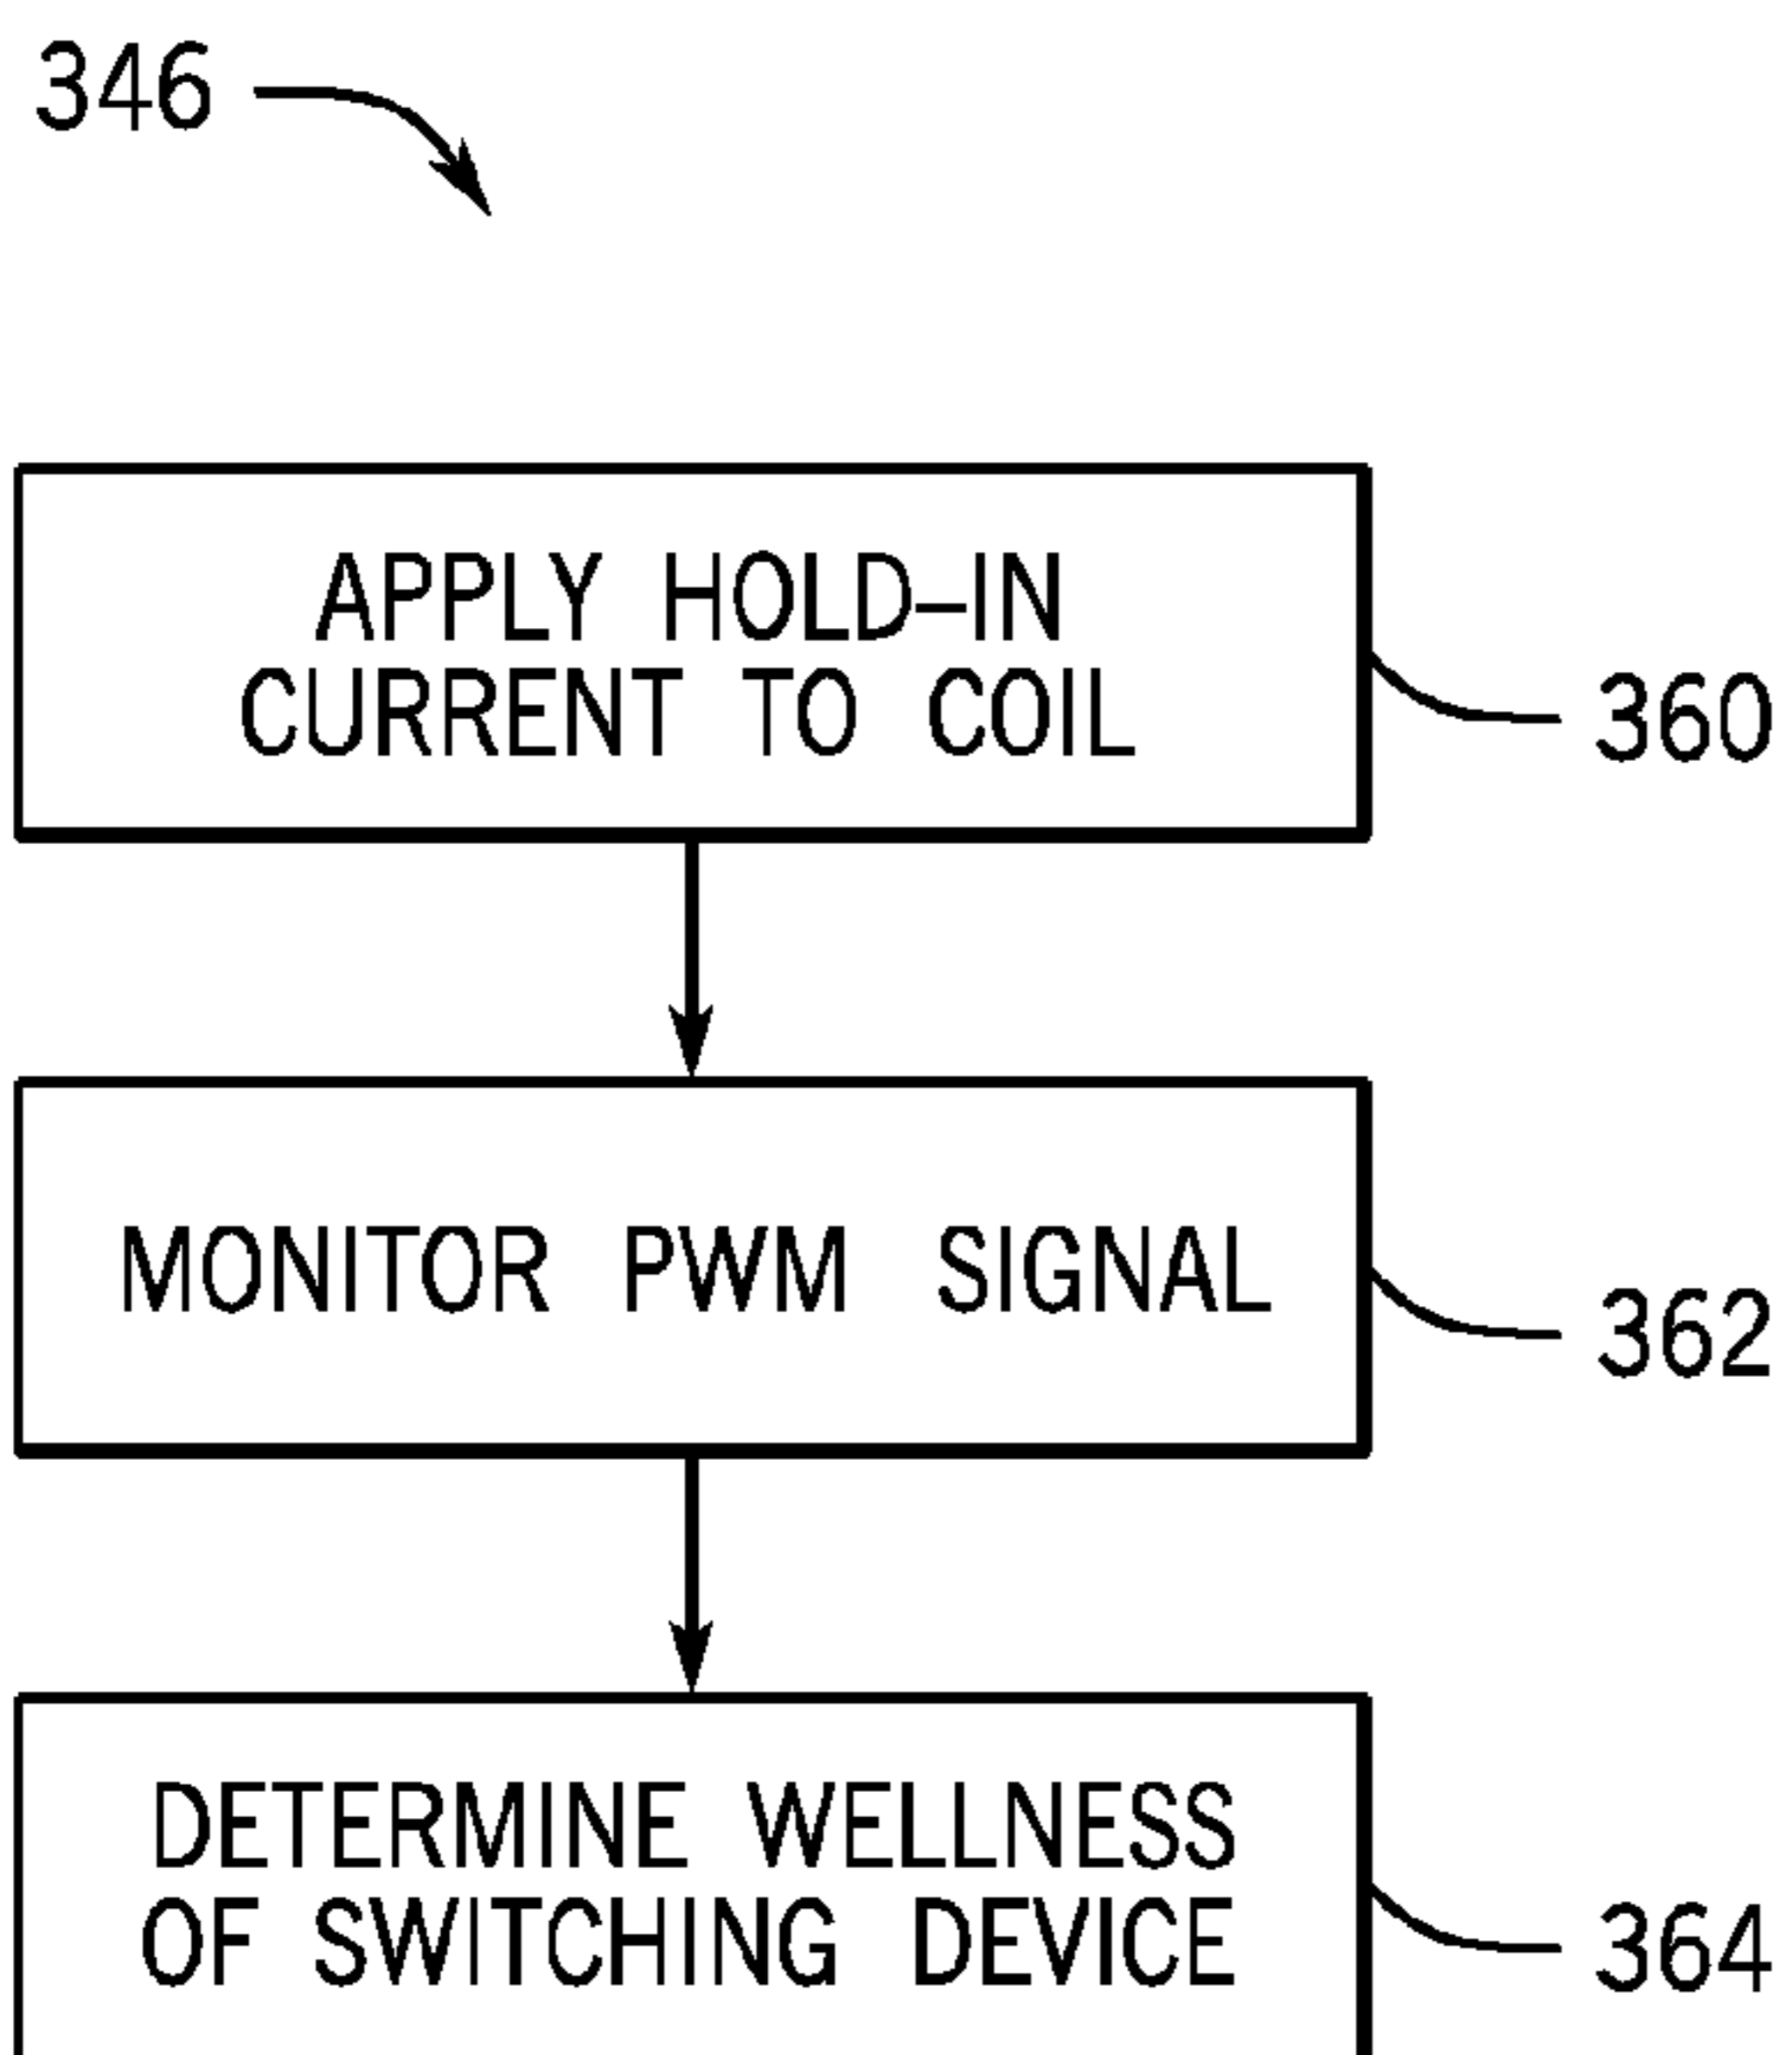 346
APPLY HOLD–IN
CURRENT TO COIL
360
MONITOR PWM SIGNAL
362
DETERMINE WELLNESS
OF SWITCHING DEVICE
364